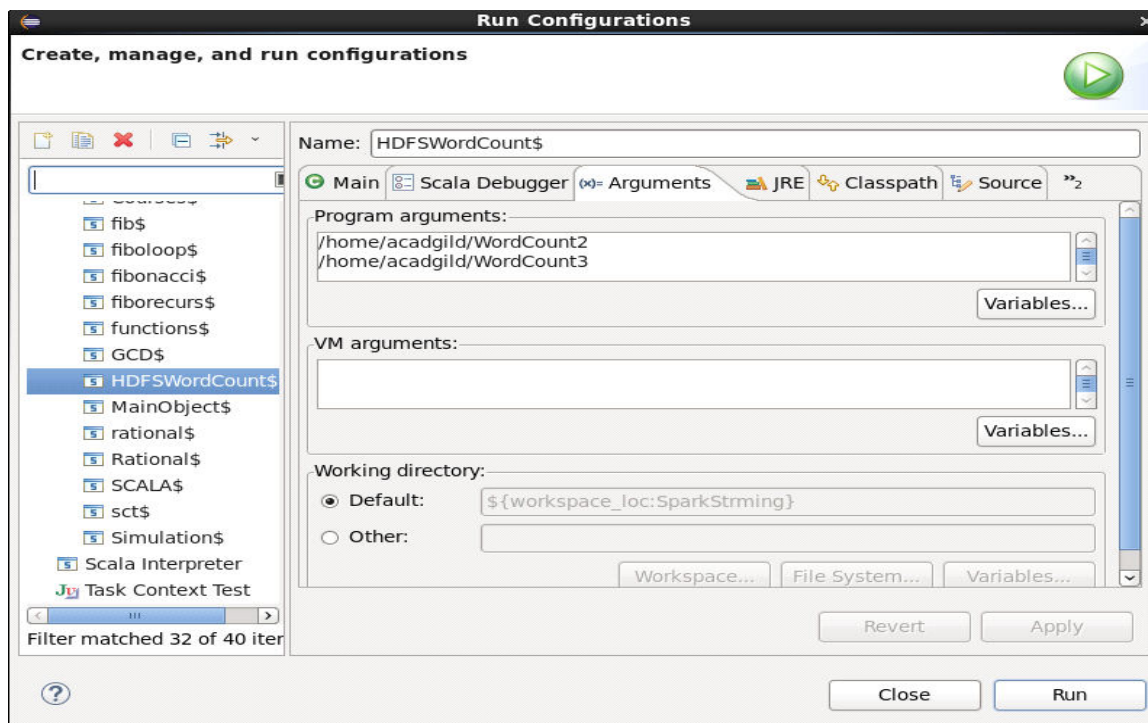 Run Configurations
Create, manage, and run configurations
Name: HDFSWordCount$
Main Scala Debugger (x)= Arguments JRE Classpath Source »2
Program arguments:
/home/acadgild/WordCount2
/home/acadgild/WordCount3
Variables...
VM arguments:
Variables...
Working directory:
Default: ${workspace_loc:SparkStrming}
Other:
Workspace... File System... Variables...
Revert Apply
fib$
fiboloop$
fibonacci$
fiborecurs$
functions$
GCD$
HDFSWordCount$
MainObject$
rational$
Rational$
SCALA$
sct$
Simulation$
Scala Interpreter
Ju Task Context Test
Filter matched 32 of 40 iter
Close Run